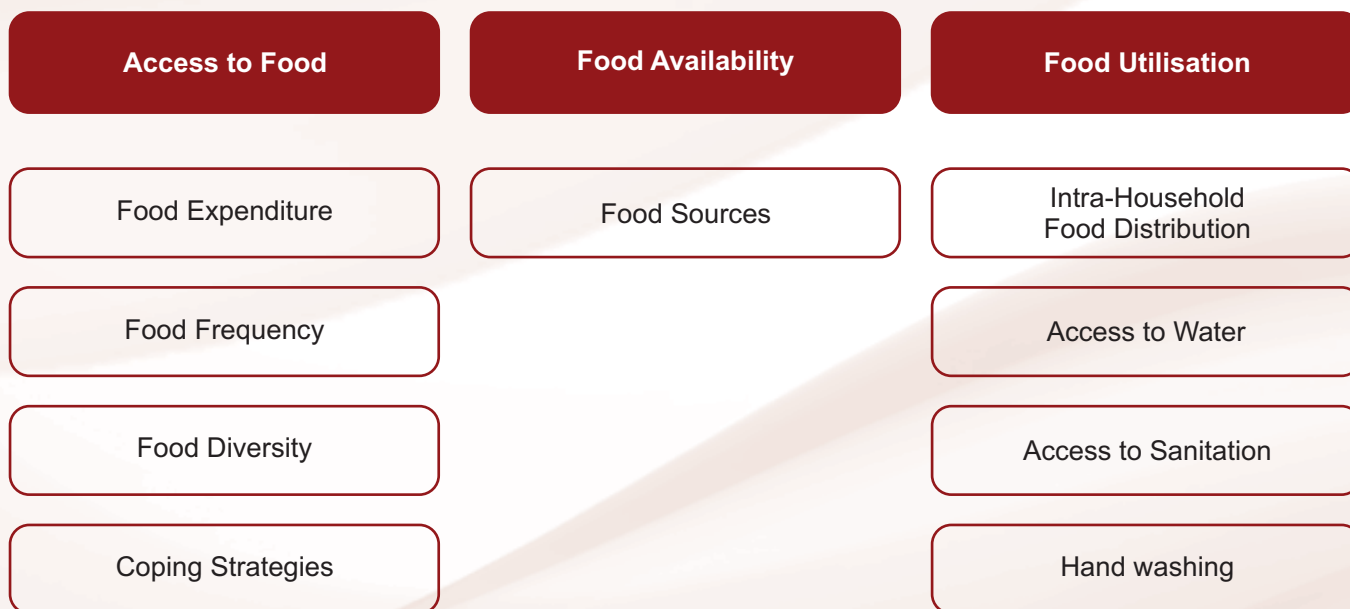 Access to Food
Food Availability
Food Utilisation
Food Expenditure
Food Sources
Intra-Household
Food Distribution
Food Frequency
Access to Water
Food Diversity
Access to Sanitation
Coping Strategies
Hand washing